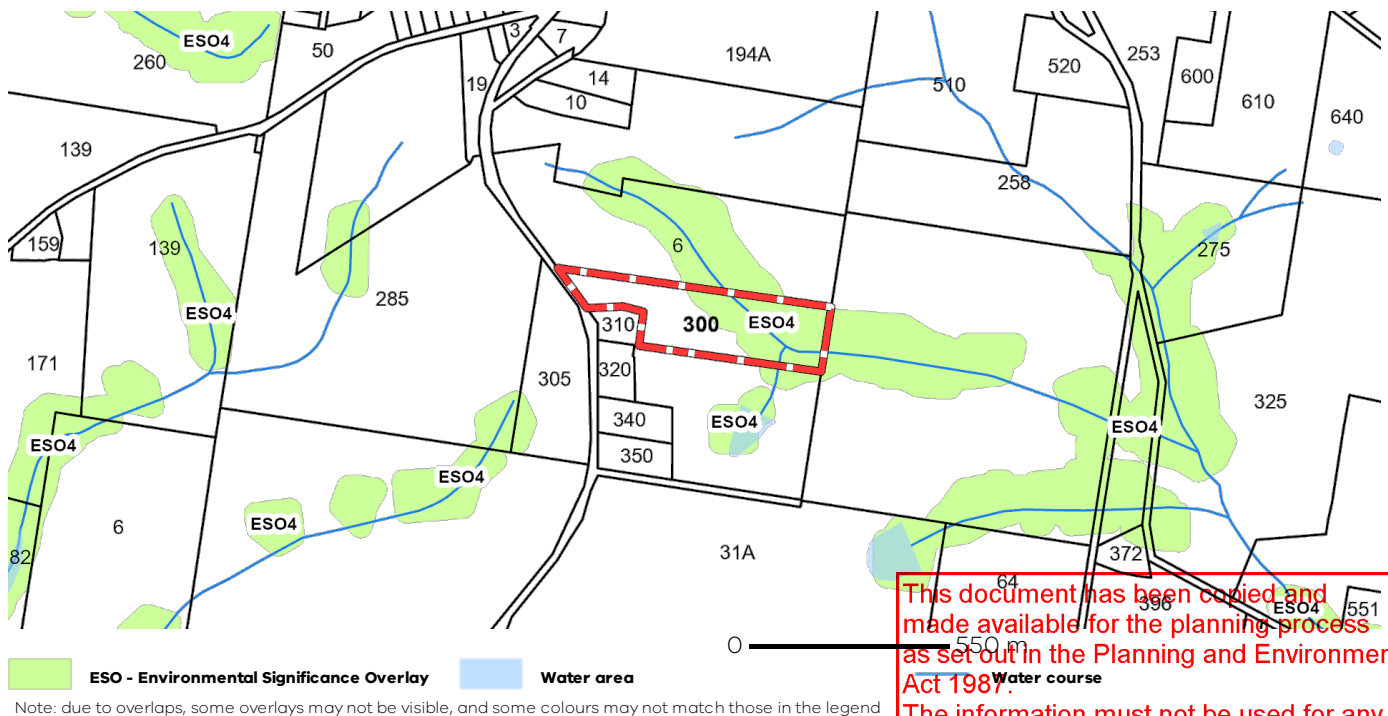 ESO4
260
50
3
7
194A
253
19
14
10
510
520
600
610
640
139
258
159
139
6
275
285
ESO4
310
300
ESO4
171
305
320
325
340
ESO4
ESO4
ESO4
350
ESO4
ESO4
6
82
31A
372
64
396
ESO4
551
This document has been copied and
made available for the planning process
as set out in the Planning and Environmen
Act 1987.
The information must not be used for any
0 550 m
ESO - Environmental Significance Overlay
Water area
Water course
Note: due to overlaps, some overlays may not be visible, and some colours may not match those in the legend